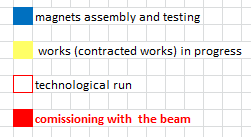 magnets assembly and testing
works (contracted works) in progress
technological run
comissioning with the beam